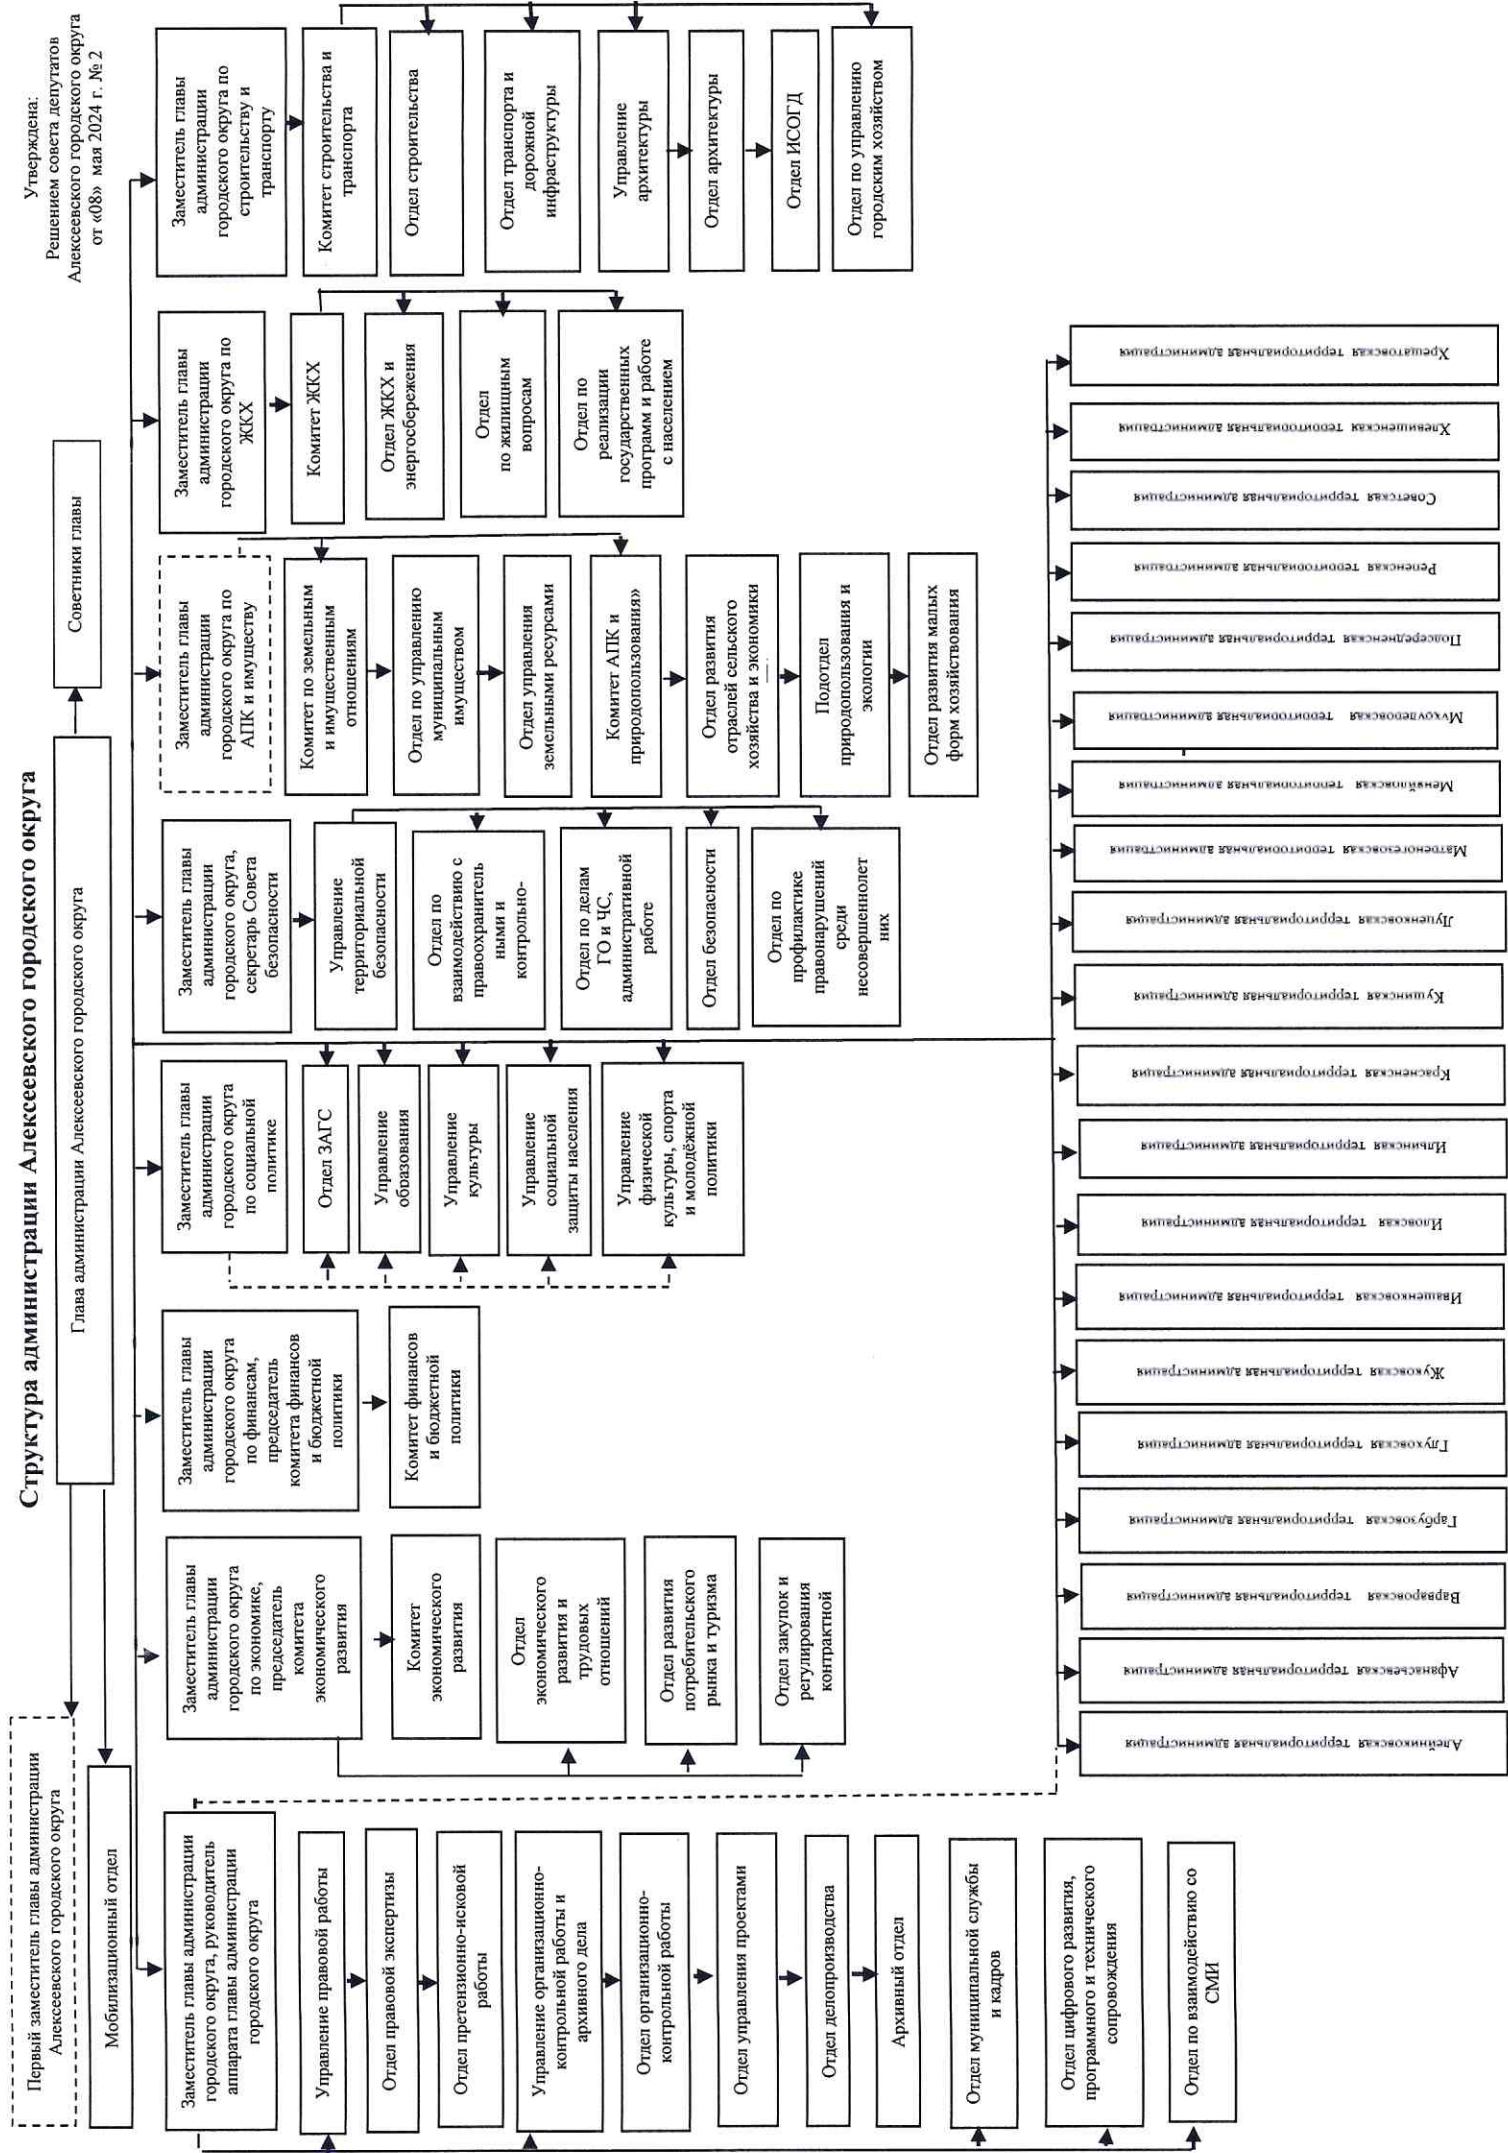 Утверждена:
Решением совета депутатов
Алексеевского городского округа
от «08» мая 2024 г. № 2
Структура администрации Алексеевского городского округа
Глава администрации Алексеевского городского округа
Советники главы
Первый заместитель главы администрации
Алексеевского городского округа
Мобилизационный отдел
Заместитель главы администрации
городского округа, руководитель
аппарата главы администрации
городского округа
Управление правовой работы
Отдел правовой экспертизы
Отдел претензионно-исковой
работы
Управление организационно-
контрольной работы и
архивного дела
Отдел организационно-
контрольной работы
Отдел управления проектами
Отдел делопроизводства
Архивный отдел
Отдел муниципальной службы
и кадров
Отдел цифрового развития,
программного и технического
сопровождения
Отдел по взаимодействию со
СМИ
Заместитель главы
администрации
городского округа
по экономике,
председатель
комитета
экономического
развития
Комитет
экономического
развития
Отдел
экономического
развития и
трудовых
отношений
Отдел развития
потребительского
рынка и туризма
Отдел закупок и
регулирования
контрактной
Заместитель главы
администрации
городского округа
по финансам,
председатель
комитета финансов
и бюджетной
политики
Комитет финансов
и бюджетной
политики
Заместитель главы
администрации
городского округа
по социальной
политике
Отдел ЗАГС
Управление
образования
Управление
культуры
Управление
социальной
защиты населения
Управление
физической
культуры, спорта
и молодёжной
политики
Заместитель главы
администрации
городского округа,
секретарь Совета
безопасности
Управление
территориальной
безопасности
Отдел по
взаимодействию с
правоохранитель
ными и
контрольно-
Отдел по делам
ГО и ЧС,
административной
работе
Отдел безопасности
Отдел по
профилактике
правонарушений
среди
несовершеннолет
них
Заместитель главы
администрации
городского округа по
АПК и имуществу
Комитет по земельным
и имущественным
отношениям
Отдел по управлению
муниципальным
имуществом
Отдел управления
земельными ресурсами
Комитет АПК и
природопользования»
Отдел развития
отраслей сельского
хозяйства и экономики
Подотдел
природопользования и
экологии
Отдел развития малых
форм хозяйствования
Заместитель главы
администрации
городского округа по
ЖКХ
Комитет ЖКХ
Отдел ЖКХ и
энергосбережения
Отдел
по жилищным
вопросам
Отдел по
реализации
государственных
программ и работе
с населением
Заместитель главы
администрации
городского округа по
строительству и
транспорту
Комитет строительства и
транспорта
Отдел строительства
Отдел транспорта и
дорожной
инфраструктуры
Управление
архитектуры
Отдел архитектуры
Отдел ИСОГД
Отдел по управлению
городским хозяйством
Алейниковская территориальная администрация
Афанасьевская территориальная администрация
Варваровская территориальная администрация
Гарбузовская территориальная администрация
Глуховская территориальная администрация
Жуковская территориальная администрация
Иващенковская территориальная администрация
Иловская территориальная администрация
Ильинская территориальная администрация
Красненская территориальная администрация
Кущинская территориальная администрация
Луценковская территориальная администрация
Матреногезовская территориальная администрация
Меняйловская территориальная администрация
Мухоудеровская территориальная администрация
Подсередненская территориальная администрация
Репенская территориальная администрация
Советская территориальная администрация
Хлевищенская территориальная администрация
Хрещатовская территориальная администрация